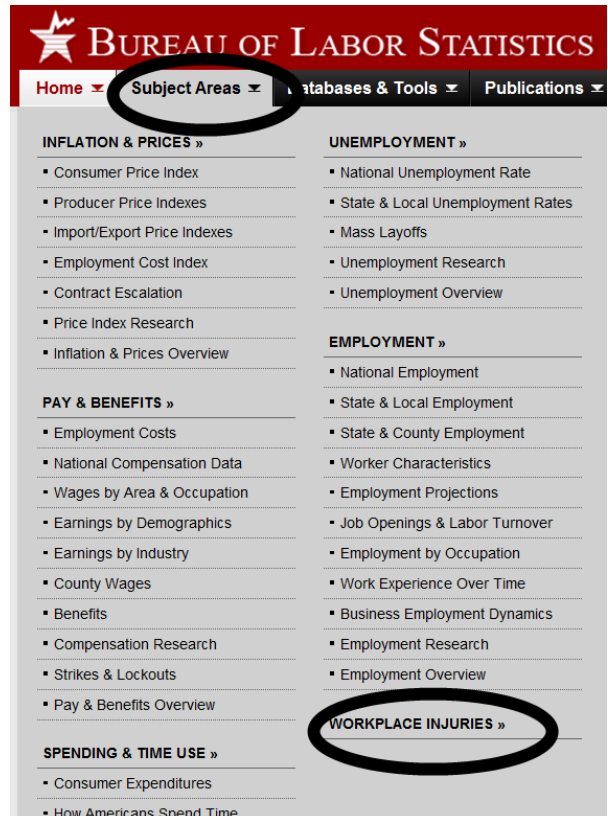 BUREAU OF LABOR STATISTICS
Home Subject Areas Databases & Tools Publications
INFLATION & PRICES »
▪ Consumer Price Index
▪ Producer Price Indexes
▪ Import/Export Price Indexes
▪ Employment Cost Index
▪ Contract Escalation
▪ Price Index Research
▪ Inflation & Prices Overview
PAY & BENEFITS »
▪ Employment Costs
▪ National Compensation Data
▪ Wages by Area & Occupation
▪ Earnings by Demographics
▪ Earnings by Industry
▪ County Wages
▪ Benefits
▪ Compensation Research
▪ Strikes & Lockouts
▪ Pay & Benefits Overview
SPENDING & TIME USE »
▪ Consumer Expenditures
▪ How Americans Spend Time
UNEMPLOYMENT »
▪ National Unemployment Rate
▪ State & Local Unemployment Rates
▪ Mass Layoffs
▪ Unemployment Research
▪ Unemployment Overview
EMPLOYMENT »
▪ National Employment
▪ State & Local Employment
▪ State & County Employment
▪ Worker Characteristics
▪ Employment Projections
▪ Job Openings & Labor Turnover
▪ Employment by Occupation
▪ Work Experience Over Time
▪ Business Employment Dynamics
▪ Employment Research
▪ Employment Overview
WORKPLACE INJURIES »